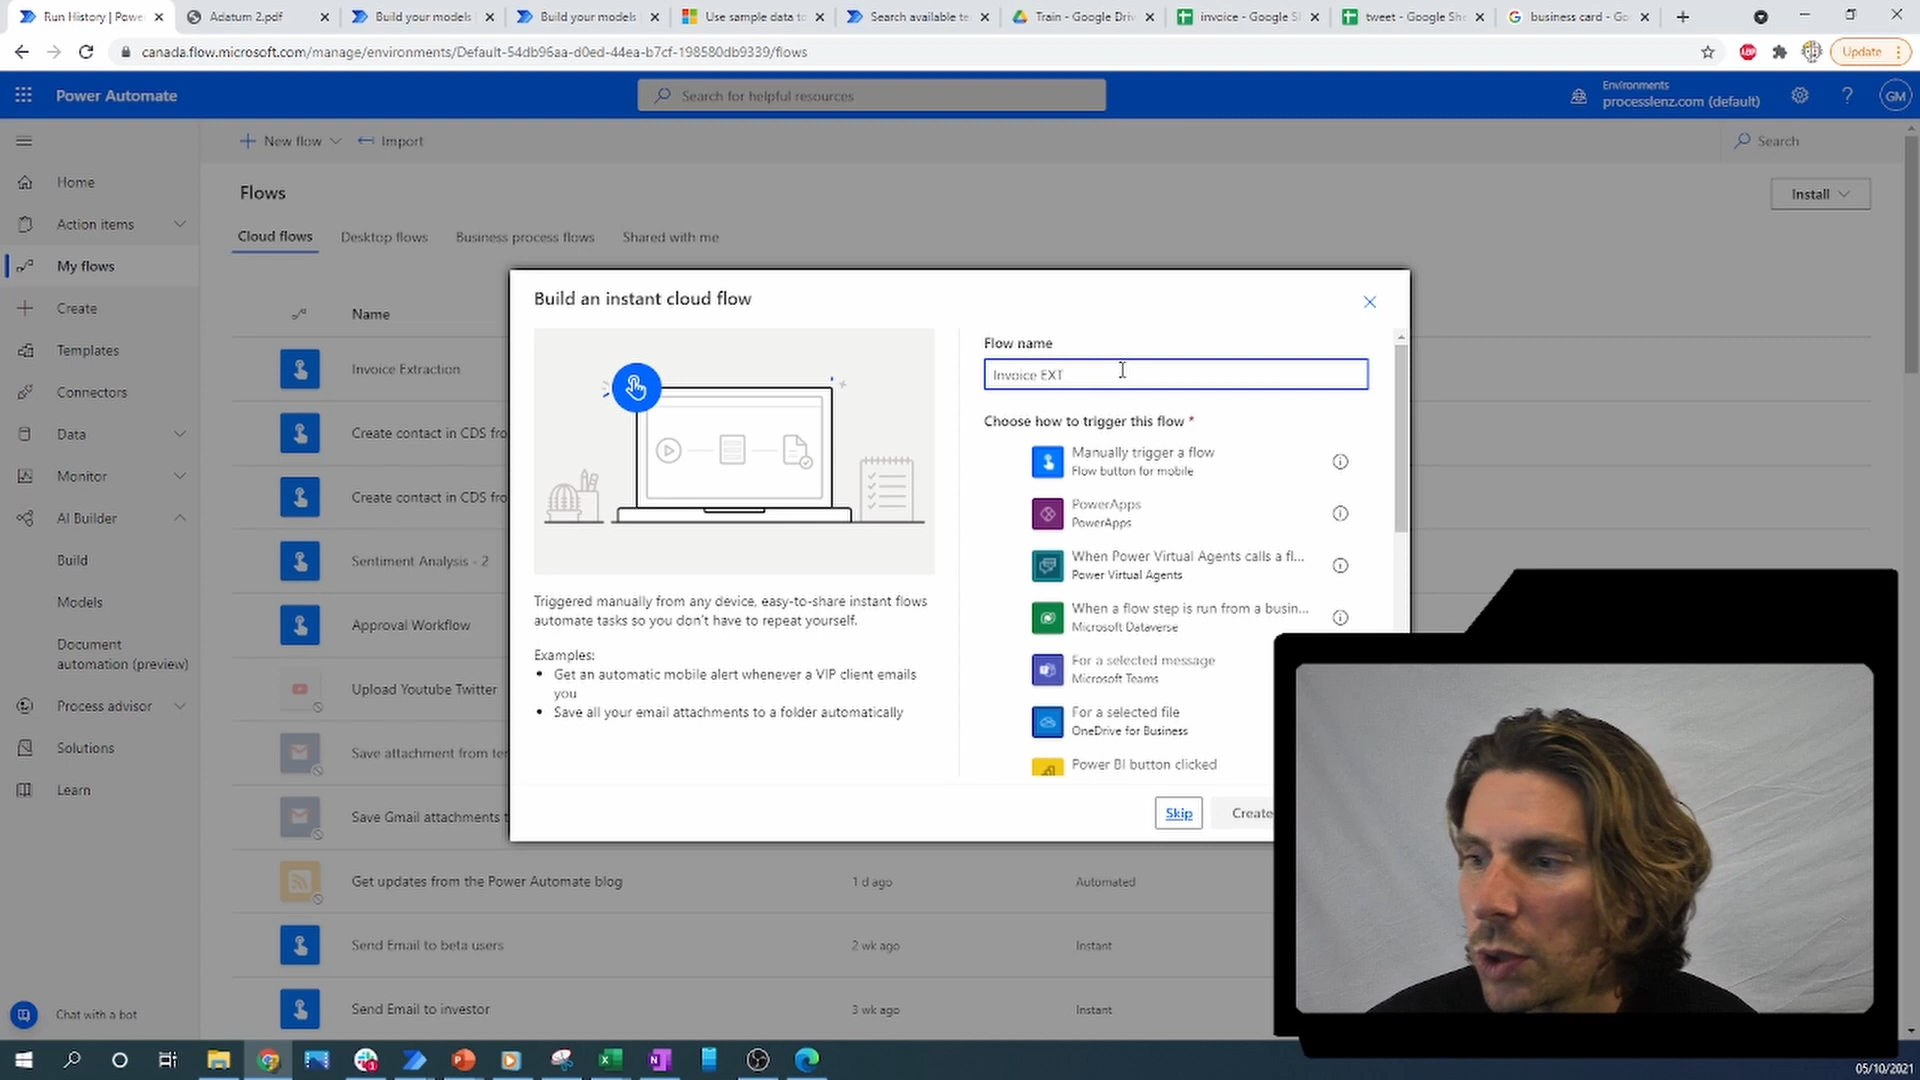 Run History | Powe
Adatum 2.pdf
Build your models
Build your models
Use sample data to
Search available te
Train - Google Driv
invoice - Google Sh
tweet - Google She
business card - Go
canada.flow.microsoft.com/manage/environments/Default-54db96aa-d0ed-44ea-b7cf-198580db9339/flows
ABP
Update
Power Automate
Search for helpful resources
Environments
processlenz.com (default)
?
GM
New flow
Import
Search
Home
Action items
My flows
Create
Templates
Connectors
Data
Monitor
AI Builder
Build
Models
Document
automation (preview)
Process advisor
Solutions
Learn
Chat with a bot
Flows
Install
Cloud flows
Desktop flows
Business process flows
Shared with me
Name
Invoice Extraction
Create contact in CDS fro
Create contact in CDS fro
Sentiment Analysis - 2
Approval Workflow
Upload Youtube Twitter
Save attachment from ter
Save Gmail attachments t
Get updates from the Power Automate blog
1 d ago
Automated
Send Email to beta users
2 wk ago
Instant
Send Email to investor
3 wk ago
Instant
Build an instant cloud flow
Triggered manually from any device, easy-to-share instant flows
automate tasks so you don't have to repeat yourself.
Examples:
Get an automatic mobile alert whenever a VIP client emails
you
Save all your email attachments to a folder automatically
Flow name
Invoice EXT
Choose how to trigger this flow *
Manually trigger a flow
Flow button for mobile
PowerApps
PowerApps
When Power Virtual Agents calls a fl...
Power Virtual Agents
When a flow step is run from a busin...
Microsoft Dataverse
For a selected message
Microsoft Teams
For a selected file
OneDrive for Business
Power BI button clicked
Skip
Create
05/10/2021